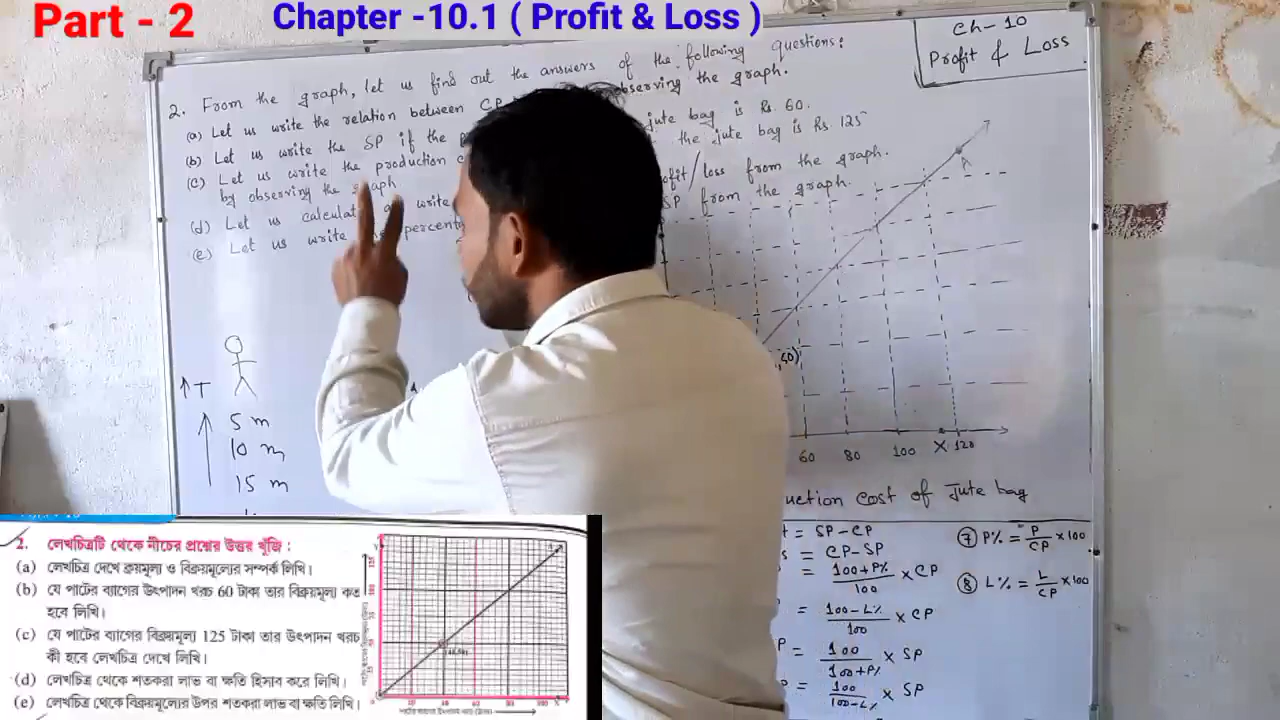 Part - 2
Chapter -10.1 ( Profit & Loss )
Ch-10
Profit & Loss
2. From the graph, let us find out the answers of the following questions:
(a) Let us write the relation between CP observing the graph.
(b) Let us write the SP if the jute bag is Rs. 60.
(c) Let us write the production the jute bag is Rs 125
by observing the graph
(d) Let us write /loss from the graph.
(e) Let us write SP from the graph.
A
↑T
5 m
10 m
15 m
60 80 100 X 120
cost of Jute bag
= SP-CP
= CP-SP
= 100+P% / 100 × CP
= 100-L% / 100 × CP
= 100 / 100+P% × SP
= 100 / 100-L% × SP
⑦ P% = P / CP × 100
⑧ L% = L / CP × 100
2. লেখচিত্রটি থেকে নীচের প্রশ্নের উত্তর খুঁজি :
(a) লেখচিত্র দেখে ক্রয়মূল্য ও বিক্রয়মূল্যের সম্পর্ক লিখি।
(b) যে পাটের ব্যাগের উৎপাদন খরচ 60 টাকা তার বিক্রয়মূল্য কত
হবে লিখি।
(c) যে পাটের ব্যাগের বিক্রয়মূল্য 125 টাকা তার উৎপাদন খরচ
কী হবে লেখচিত্র দেখে লিখি।
(d) লেখচিত্র থেকে শতকরা লাভ বা ক্ষতি হিসাব করে লিখি।
(e) লেখচিত্র থেকে বিক্রয়মূল্যের উপর শতকরা লাভ বা ক্ষতি লিখি।